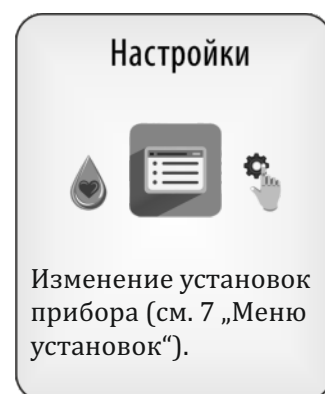 Настройки
Изменение установок
прибора (см. 7 „Меню
установок“).